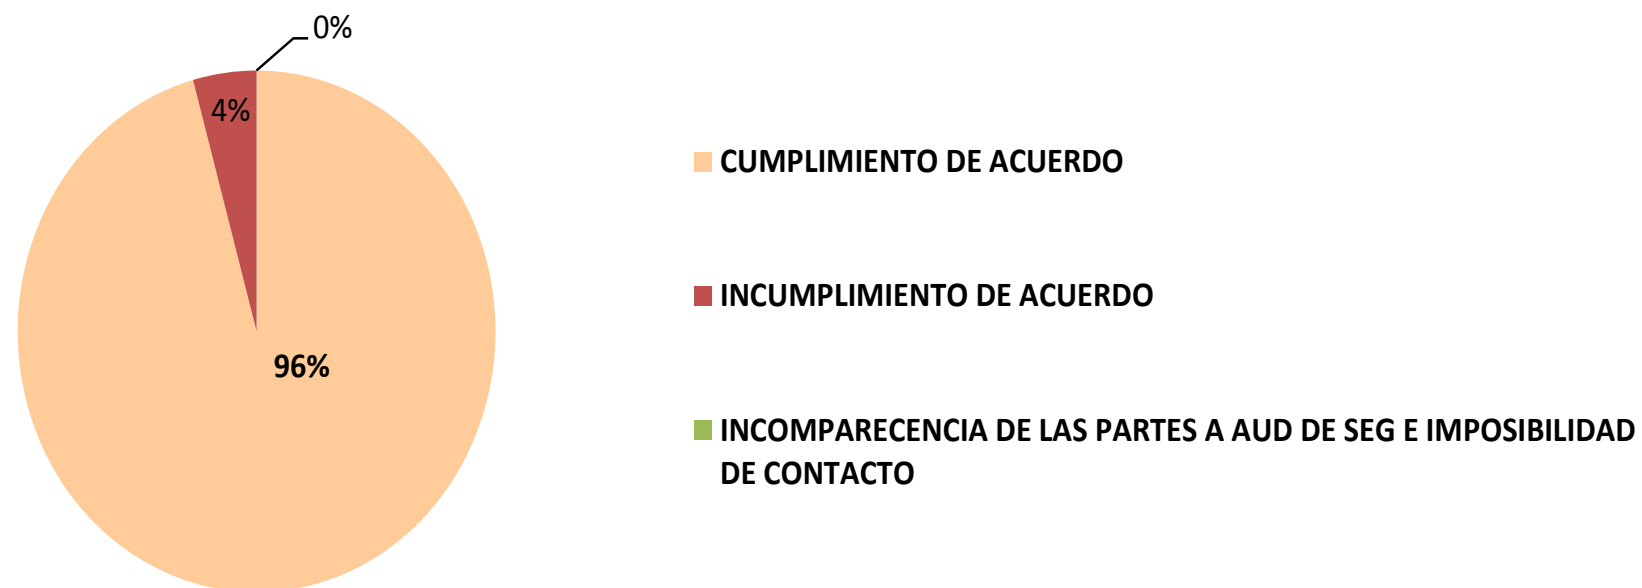 0%
4%
96%
CUMPLIMIENTO DE ACUERDO
INCUMPLIMIENTO DE ACUERDO
INCOMPARECENCIA DE LAS PARTES A AUD DE SEG E IMPOSIBILIDAD
DE CONTACTO